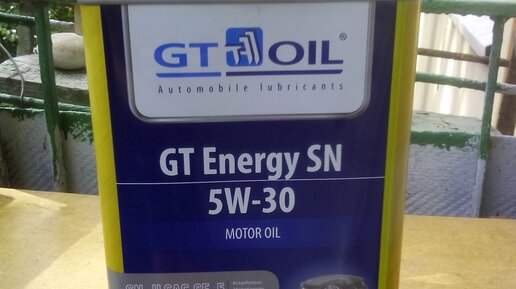 GT OIL ®
Automobile lubricants
GT Energy SN
5W-30
MOTOR OIL